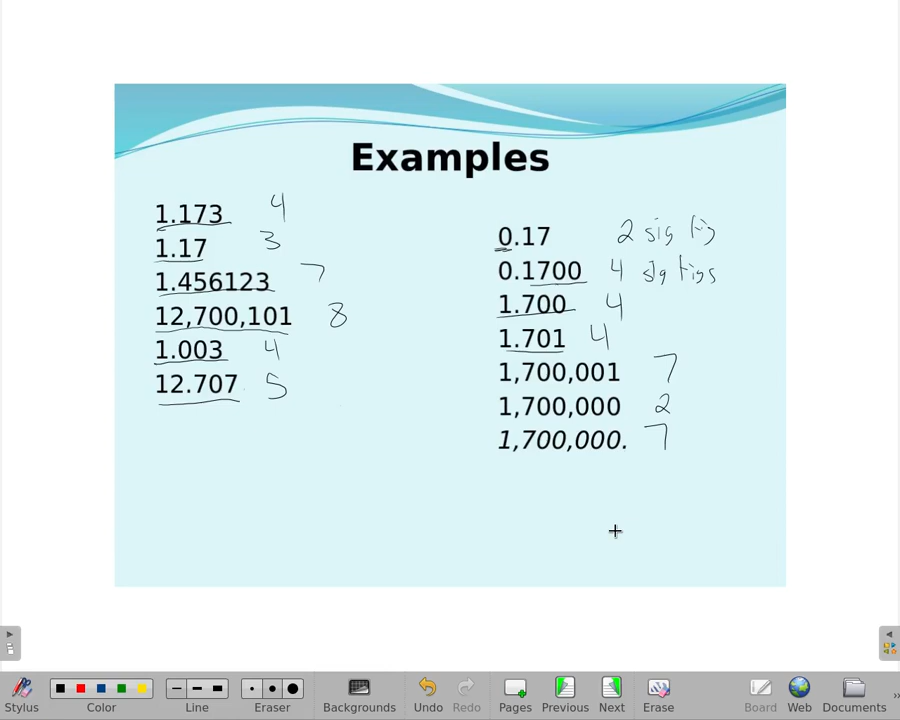 Examples
1.173 4
1.17 3
1.456123 7
12,700,101 8
1.003 4
12.707 5
0.17 2 sig fig
0.1700 4 sig figs
1.700 4
1.701 4
1,700,001 7
1,700,000 2
1,700,000. 7
Stylus Color Line Eraser Backgrounds Undo Redo Pages Previous Next Erase Board Web Documents